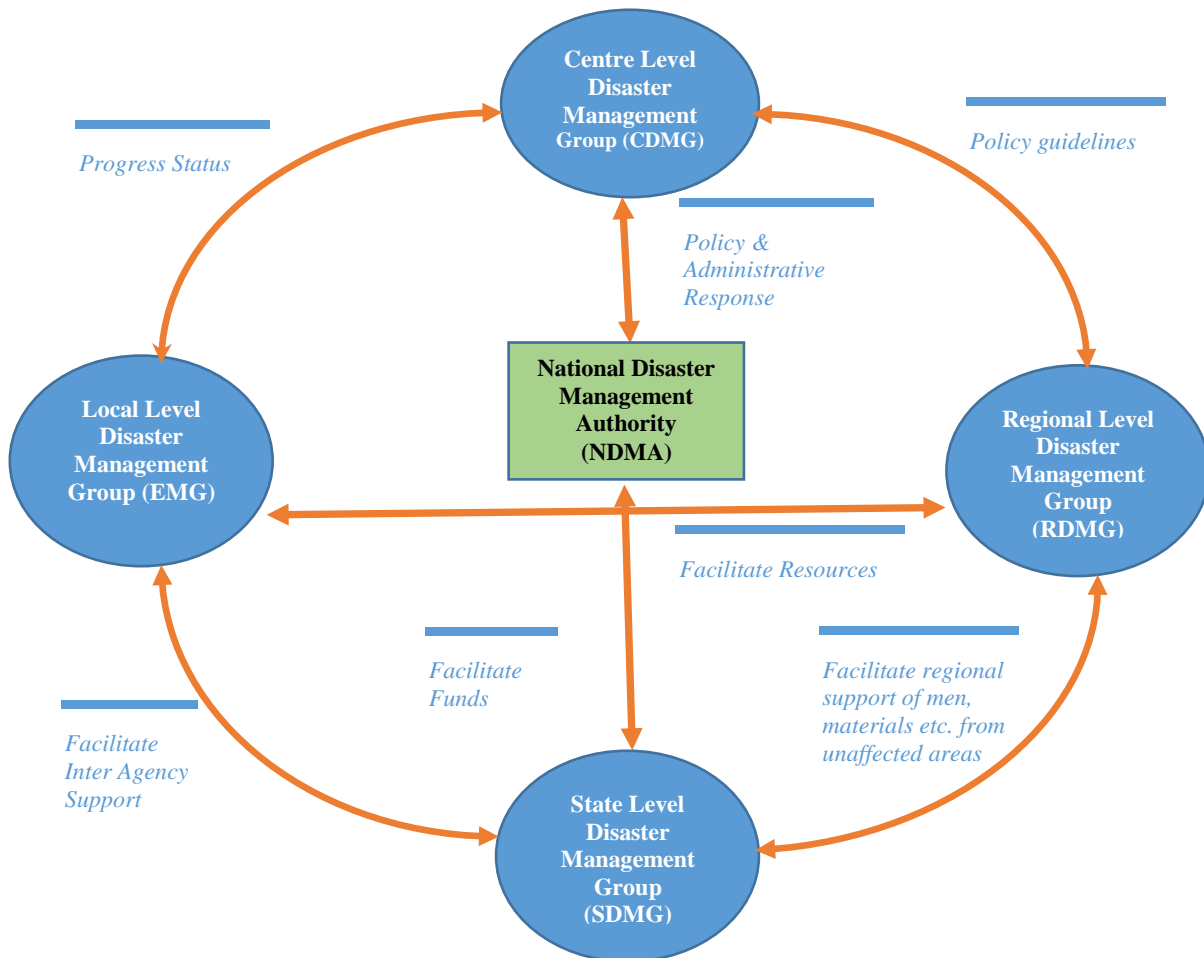 Centre Level
Disaster
Management
Group (CDMG)
Progress Status
Policy guidelines
Policy &
Administrative
Response
National Disaster
Management
Authority
(NDMA)
Local Level
Disaster
Management
Group (EMG)
Regional Level
Disaster
Management
Group
(RDMG)
Facilitate Resources
Facilitate
Funds
Facilitate regional
support of men,
materials etc. from
unaffected areas
Facilitate
Inter Agency
Support
State Level
Disaster
Management
Group
(SDMG)